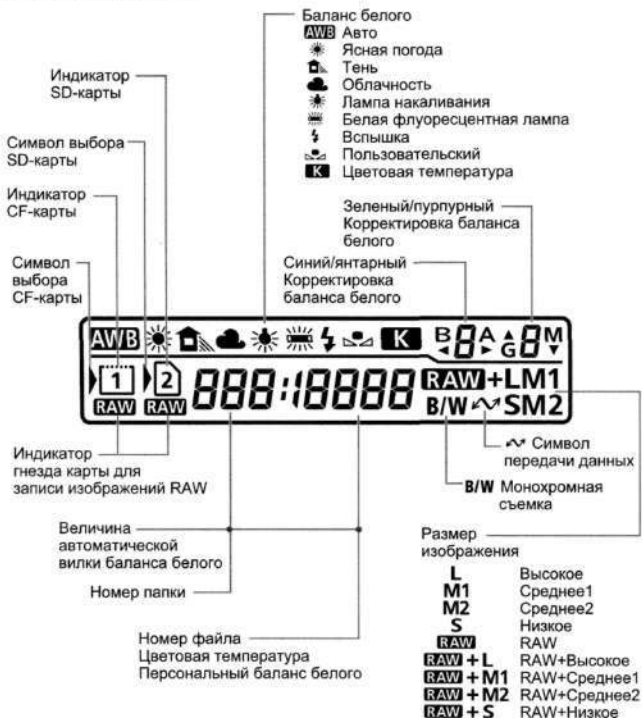 Баланс белого
AWB Авто
Ясная погода
Тень
Облачность
Лампа накаливания
Белая флуоресцентная лампа
Вспышка
Пользовательский
K Цветовая температура
Индикатор
SD-карты
Символ выбора
SD-карты
Индикатор
CF-карты
Символ
выбора
CF-карты
Зеленый/пурпурный
Корректировка баланса
белого
Синий/янтарный
Корректировка
баланса белого
AWB K B 8 A G 8 M
1 2 888:18888 RAW+LM1
RAW RAW B/W SM2
Индикатор
гнезда карты для
записи изображений RAW
Символ
передачи данных
B/W Монохромная
съемка
Величина
автоматической
вилки баланса белого
Номер папки
Номер файла
Цветовая температура
Персональный баланс белого
Размер
изображения
L Высокое
M1 Среднее1
M2 Среднее2
S Низкое
RAW RAW
RAW + L RAW+Высокое
RAW + M1 RAW+Среднее1
RAW + M2 RAW+Среднее2
RAW + S RAW+Низкое